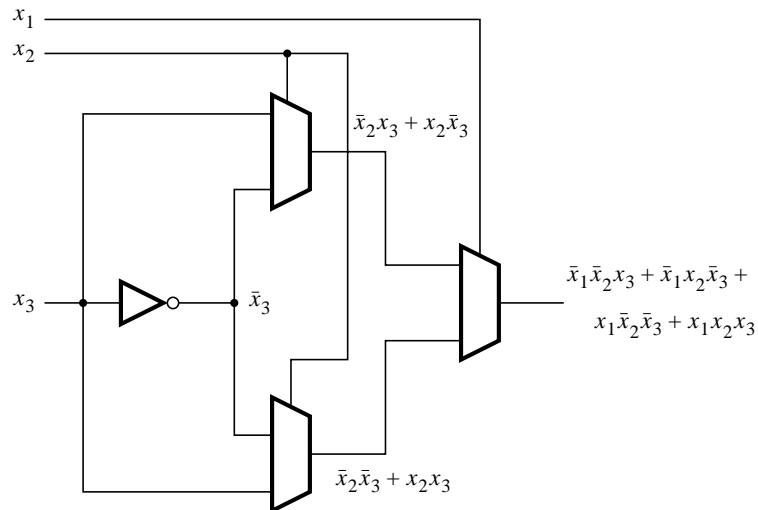 x₁
x₂
x̄₂x₃ + x₂x̄₃
x̄₁x̄₂x₃ + x̄₁x₂x̄₃ +
x₁x̄₂x̄₃ + x₁x₂x₃
x₃
x̄₃
x̄₂x̄₃ + x₂x₃